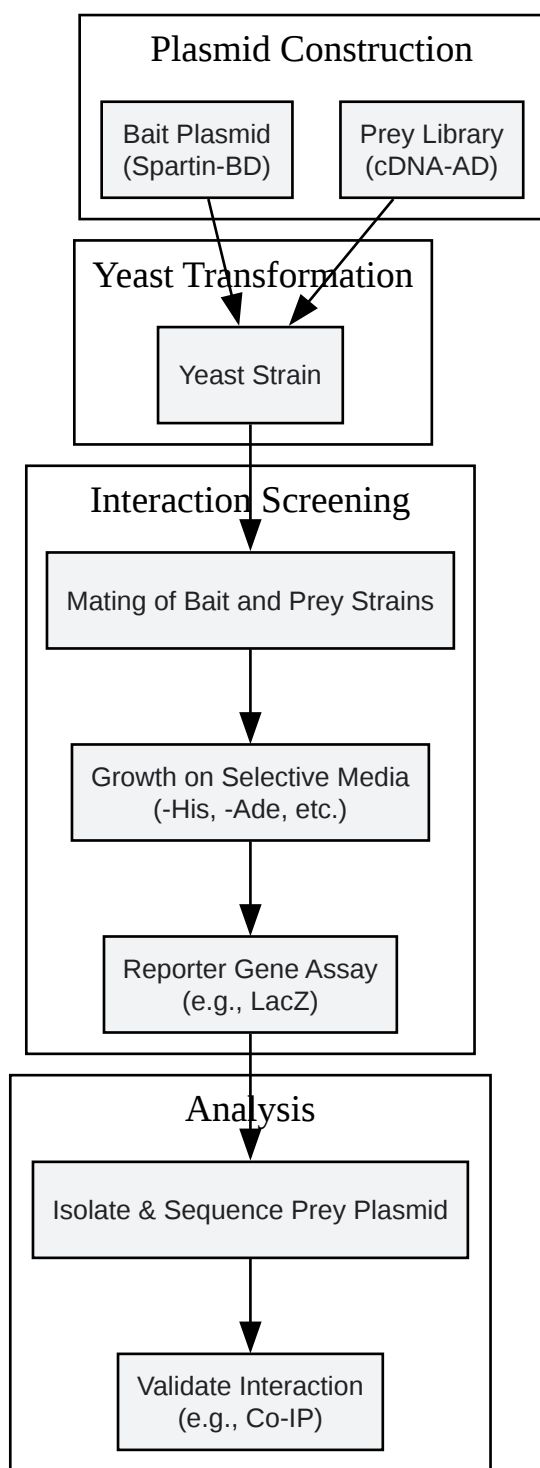 Plasmid Construction
Bait Plasmid
(Spartin-BD)
Prey Library
(cDNA-AD)
Yeast Transformation
Yeast Strain
Interaction Screening
Mating of Bait and Prey Strains
Growth on Selective Media
(-His, -Ade, etc.)
Reporter Gene Assay
(e.g., LacZ)
Analysis
Isolate & Sequence Prey Plasmid
Validate Interaction
(e.g., Co-IP)